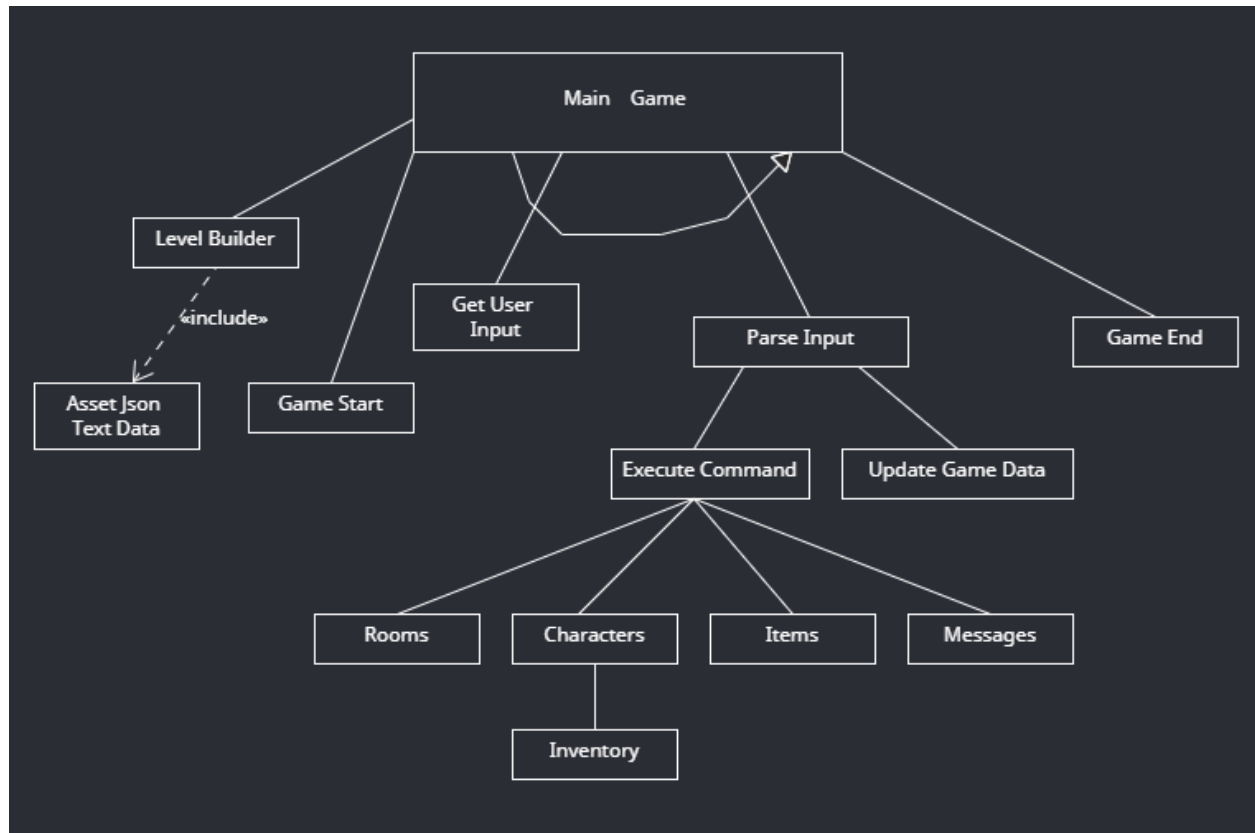 Main Game
Level Builder
«include»
Get User
Input
Parse Input
Game End
Asset Json
Text Data
Game Start
Execute Command
Update Game Data
Rooms
Characters
Items
Messages
Inventory